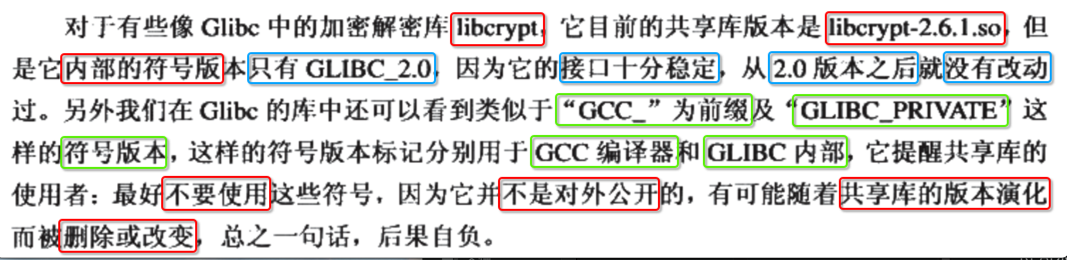 对于有些像 Glibc 中的加密解密库 libcrypt，它目前的共享库版本是 libcrypt-2.6.1.so，但
是它内部的符号版本只有 GLIBC_2.0，因为它的接口十分稳定，从 2.0 版本之后就没有改动
过。另外我们在 Glibc 的库中还可以看到类似于“GCC_”为前缀及“GLIBC_PRIVATE”这
样的符号版本，这样的符号版本标记分别用于 GCC 编译器和 GLIBC 内部，它提醒共享库的
使用者：最好不要使用这些符号，因为它并不是对外公开的，有可能随着共享库的版本演化
而被删除或改变，总之一句话，后果自负。